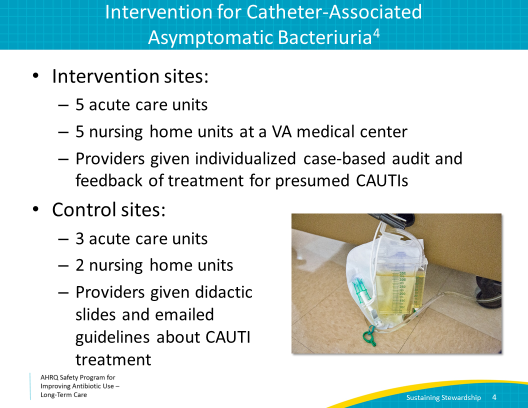 Intervention for Catheter-Associated
Asymptomatic Bacteriuria4
• Intervention sites:
– 5 acute care units
– 5 nursing home units at a VA medical center
– Providers given individualized case-based audit and
feedback of treatment for presumed CAUTIs
• Control sites:
– 3 acute care units
– 2 nursing home units
– Providers given didactic
slides and emailed
guidelines about CAUTI
treatment
AHRQ Safety Program for
Improving Antibiotic Use –
Long-Term Care
Sustaining Stewardship 4